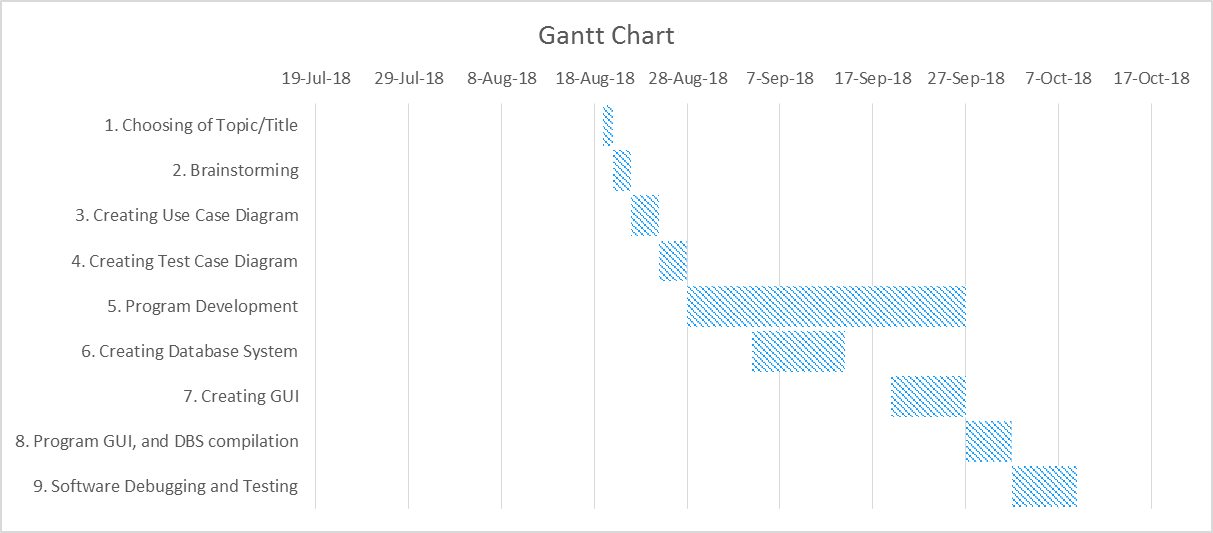 Gantt Chart
19-Jul-18 29-Jul-18 8-Aug-18 18-Aug-18 28-Aug-18 7-Sep-18 17-Sep-18 27-Sep-18 7-Oct-18 17-Oct-18
1. Choosing of Topic/Title
2. Brainstorming
3. Creating Use Case Diagram
4. Creating Test Case Diagram
5. Program Development
6. Creating Database System
7. Creating GUI
8. Program GUI, and DBS compilation
9. Software Debugging and Testing